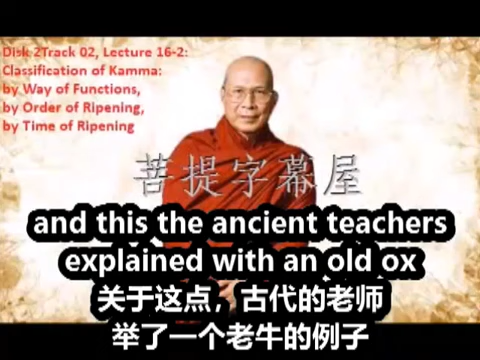 Disk 2Track 02, Lecture 16-2:
Classification of Kamma:
by Way of Functions,
by Order of Ripening,
by Time of Ripening
菩提字幕屋
and this the ancient teachers
explained with an old ox
关于这点，古代的老师
举了一个老牛的例子